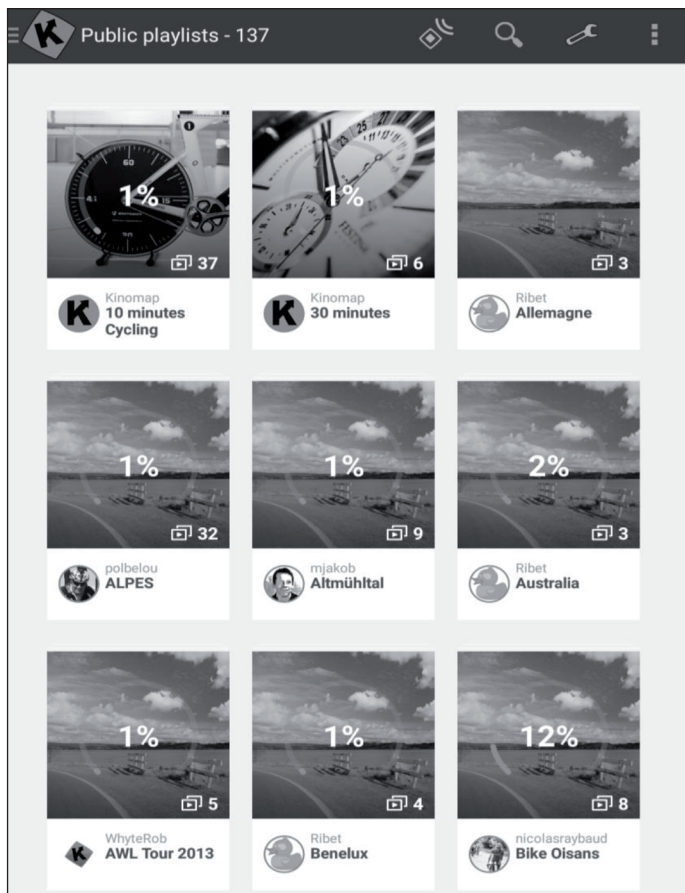 Public playlists - 137
1%
37
Kinomap
10 minutes
Cycling
1%
6
Kinomap
30 minutes
3
Ribet
Allemagne
1%
32
polbelou
ALPES
1%
9
mjakob
Altmühltal
2%
3
Ribet
Australia
1%
5
WhyteRob
AWL Tour 2013
1%
4
Ribet
Benelux
12%
8
nicolasraybaud
Bike Oisans